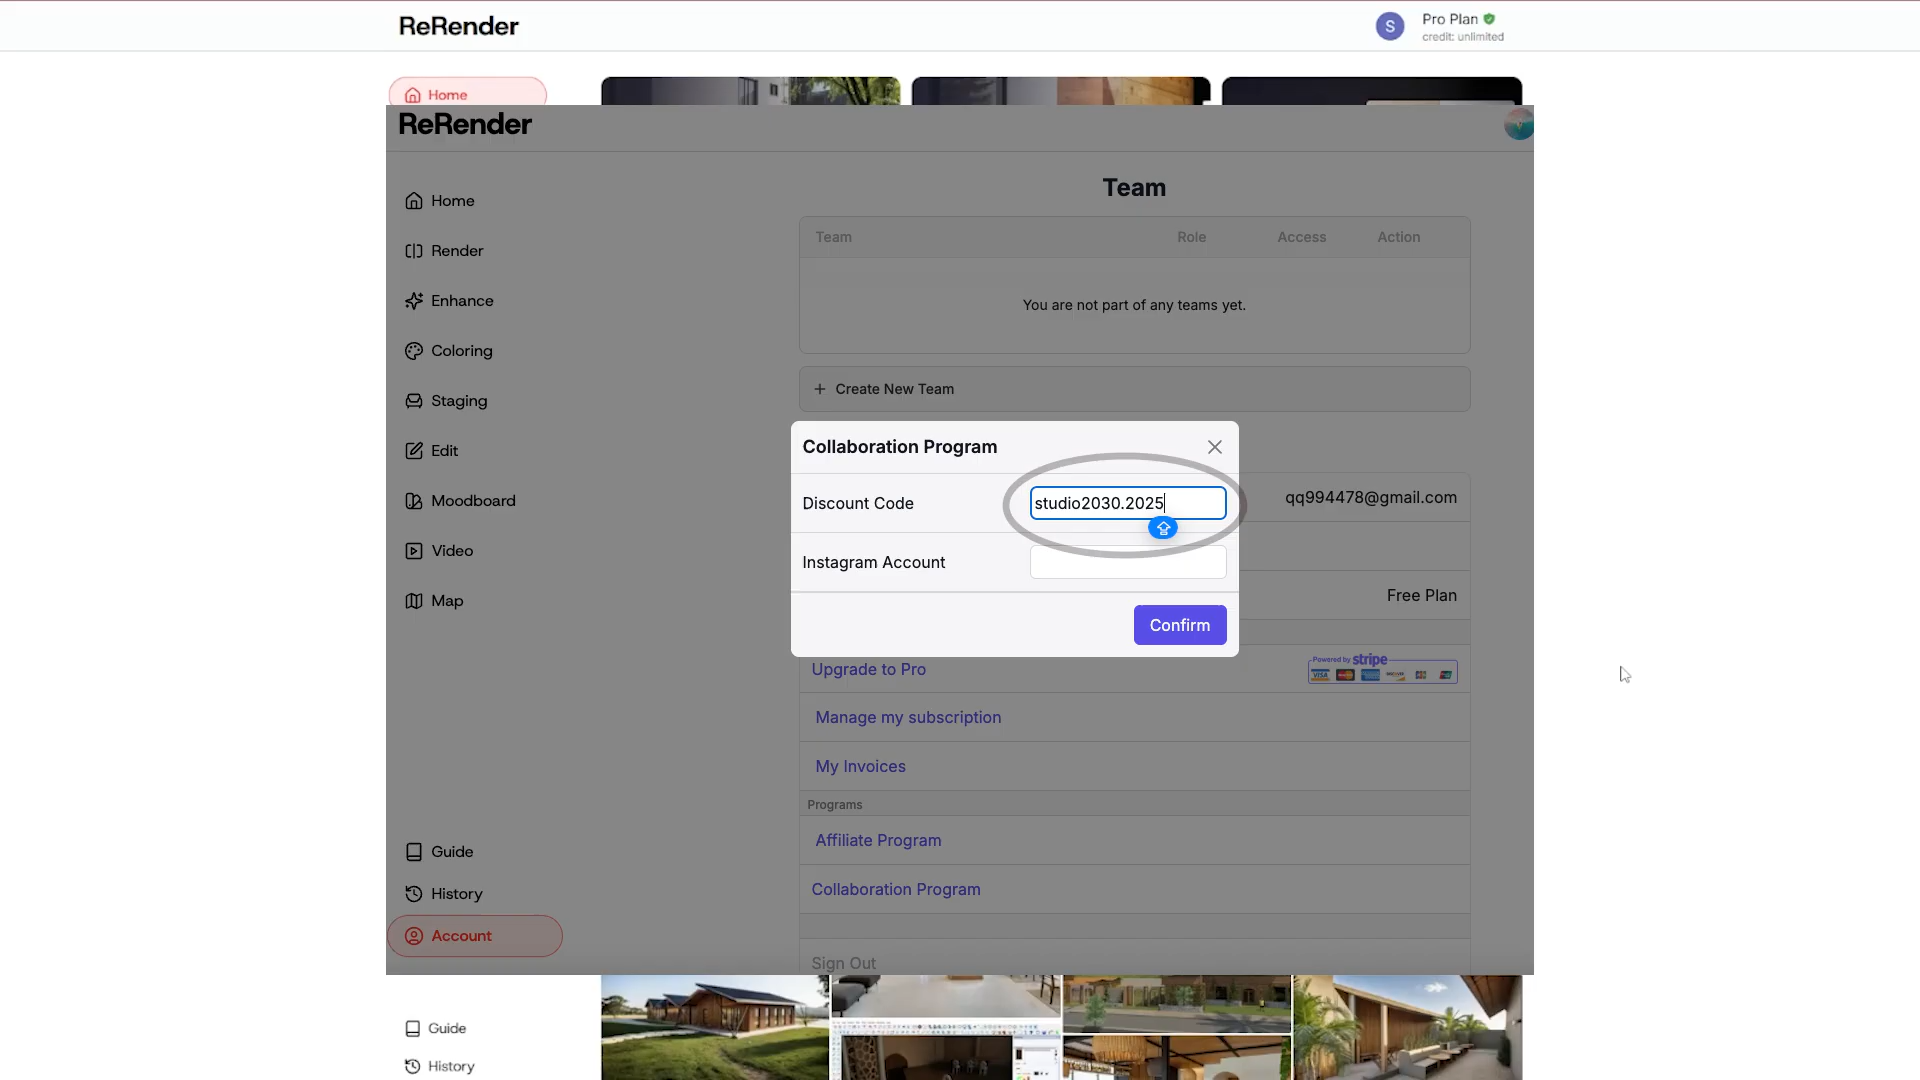 ReRender
S
Pro Plan
credit: unlimited
Home
ReRender
Home
Render
Enhance
Coloring
Staging
Edit
Moodboard
Video
Map
Guide
History
Account
Team
Team Role Access Action
You are not part of any teams yet.
+ Create New Team
Collaboration Program
Discount Code studio2030.2025
Instagram Account
Confirm
qq994478@gmail.com
Free Plan
Upgrade to Pro
Powered by stripe
VISA
Manage my subscription
My Invoices
Programs
Affiliate Program
Collaboration Program
Sign Out
Guide
History